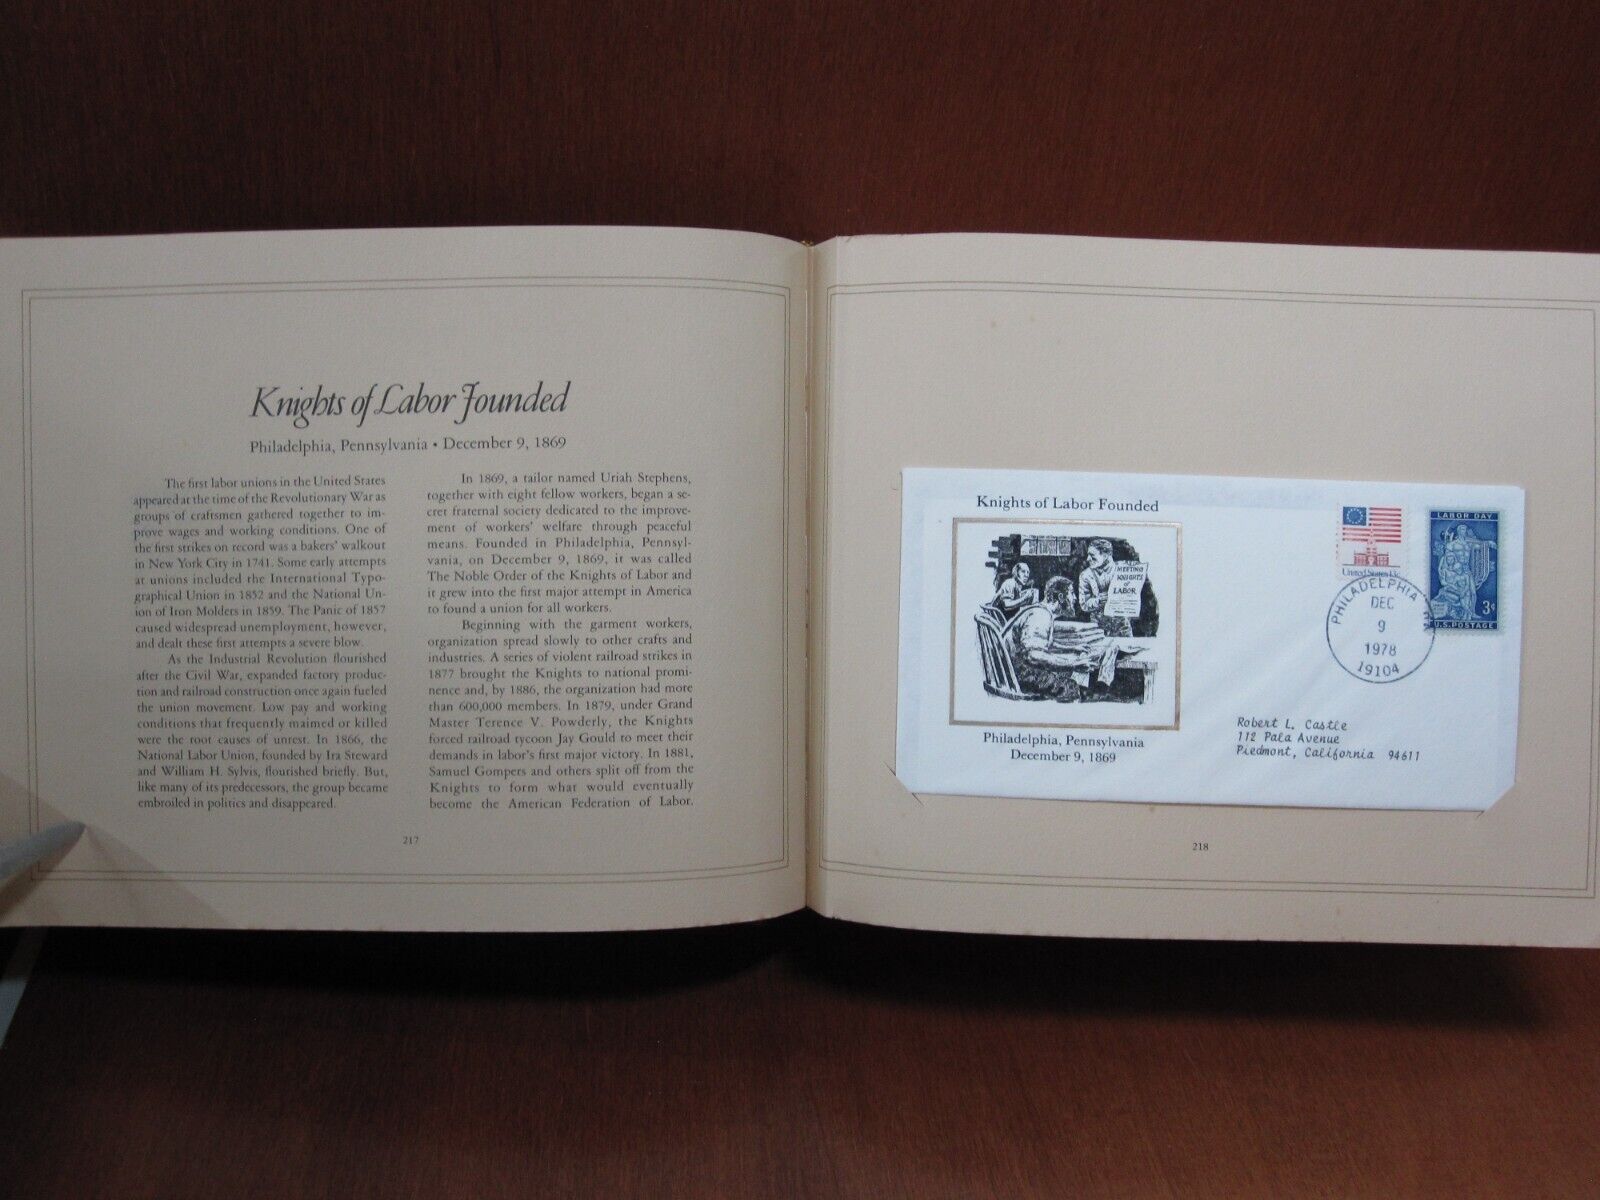 Knights of Labor Founded
Philadelphia, Pennsylvania • December 9, 1869
The first labor unions in the United States
appeared at the time of the Revolutionary War as
groups of craftsmen gathered together to im-
prove wages and working conditions. One of
the first strikes on record was a bakers' walkout
in New York City in 1741. Some early attempts
at unions included the International Typo-
graphical Union in 1852 and the National Un-
ion of Iron Molders in 1859. The Panic of 1857
caused widespread unemployment, however,
and dealt these first attempts a severe blow.
As the Industrial Revolution flourished
after the Civil War, expanded factory produc-
tion and railroad construction once again fueled
the union movement. Low pay and working
conditions that frequently maimed or killed
were the root causes of unrest. In 1866, the
National Labor Union, founded by Ira Steward
and William H. Sylvis, flourished briefly. But,
like many of its predecessors, the group became
embroiled in politics and disappeared.
In 1869, a tailor named Uriah Stephens,
together with eight fellow workers, began a se-
cret fraternal society dedicated to the improve-
ment of workers' welfare through peaceful
means. Founded in Philadelphia, Pennsyl-
vania, on December 9, 1869, it was called
The Noble Order of the Knights of Labor and
it grew into the first major attempt in America
to found a union for all workers.
Beginning with the garment workers,
organization spread slowly to other crafts and
industries. A series of violent railroad strikes in
1877 brought the Knights to national promi-
nence and, by 1886, the organization had more
than 600,000 members. In 1879, under Grand
Master Terence V. Powderly, the Knights
forced railroad tycoon Jay Gould to meet their
demands in labor's first major victory. In 1881,
Samuel Gompers and others split off from the
Knights to form what would eventually
become the American Federation of Labor.
217
Knights of Labor Founded
MEETING
KNIGHTS
of
LABOR
Philadelphia, Pennsylvania
December 9, 1869
United States 13c
LABOR DAY
3¢
U.S. POSTAGE
PHILADELPHIA
DEC
9
1978
19104
Robert L. Castle
112 Pala Avenue
Piedmont, California 94611
218